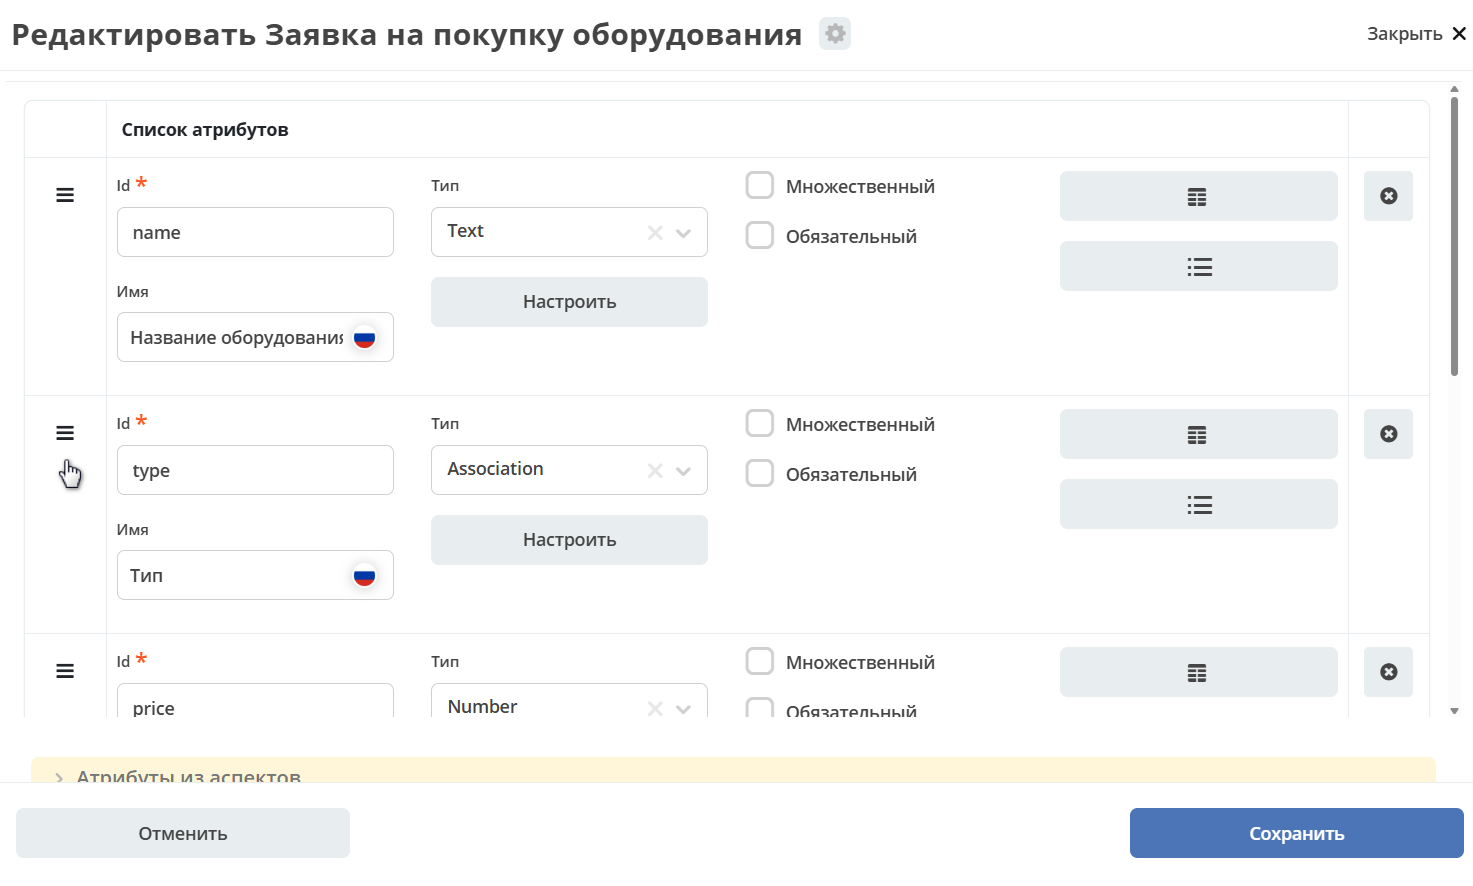 Редактировать Заявка на покупку оборудования
Закрыть
Список атрибутов
Id *
Тип
Множественный
name
Text
Обязательный
Имя
Настроить
Название оборудования
Id *
Тип
Множественный
type
Association
Обязательный
Имя
Настроить
Тип
Id *
Тип
Множественный
price
Number
Обязательный
Атрибуты из аспектов
Отменить
Сохранить